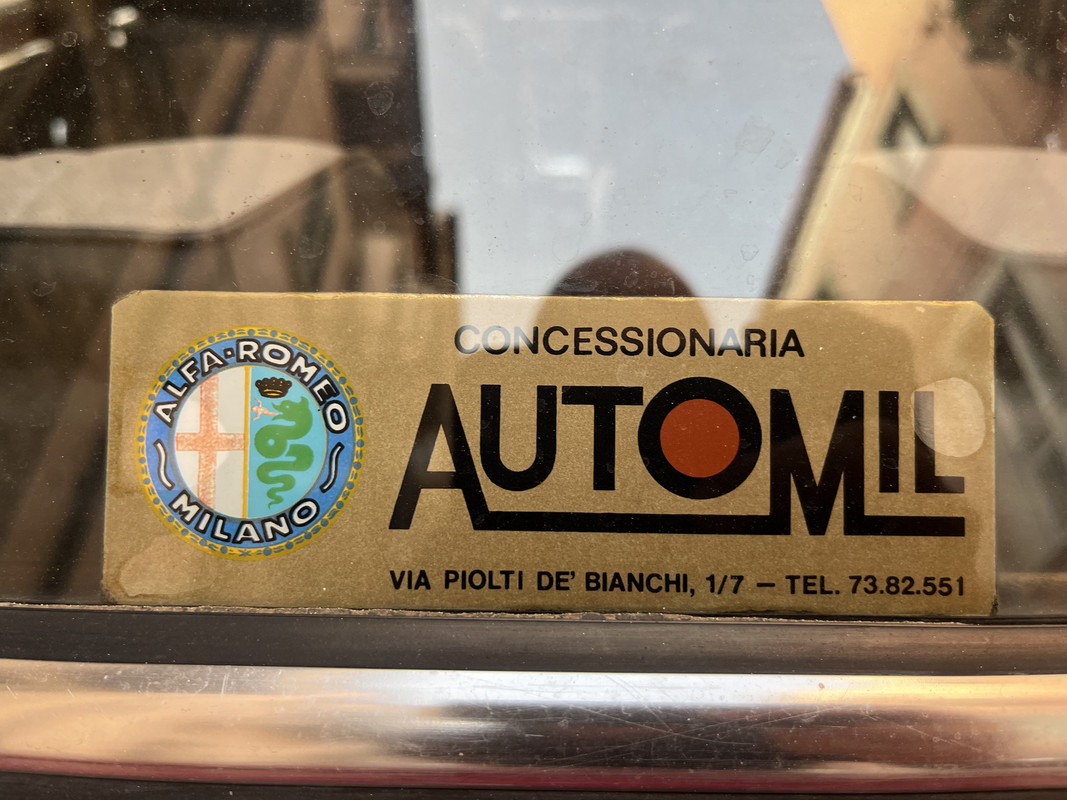 ALFA·ROMEO
MILANO
CONCESSIONARIA
AUTOMIL
VIA PIOLTI DE' BIANCHI, 1/7 — TEL. 73.82.551